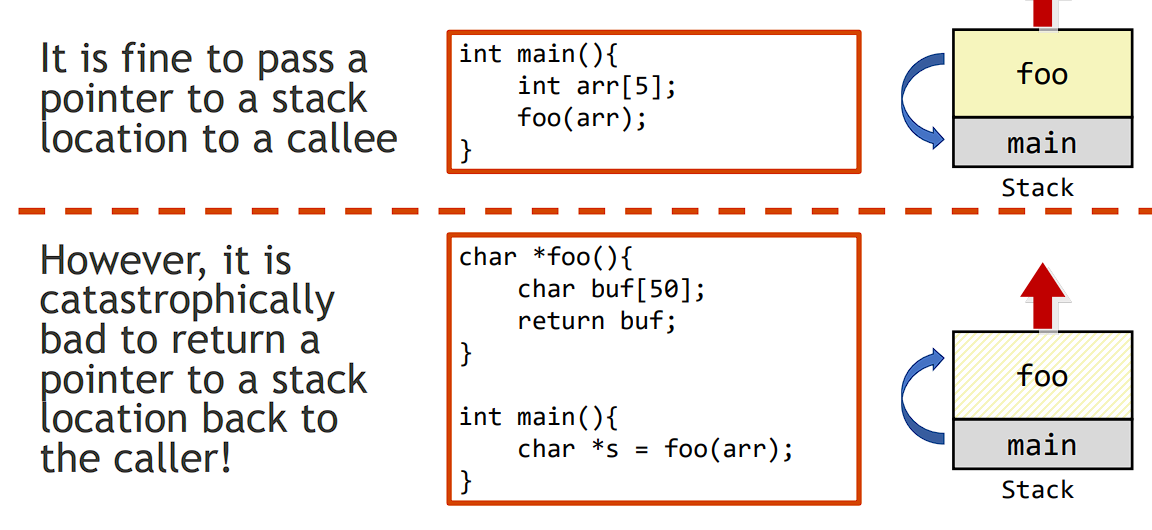 It is fine to pass a
pointer to a stack
location to a callee
int main(){
    int arr[5];
    foo(arr);
}
foo
main
Stack
However, it is
catastrophically
bad to return a
pointer to a stack
location back to
the caller!
char *foo(){
    char buf[50];
    return buf;
}
int main(){
    char *s = foo(arr);
}
foo
main
Stack